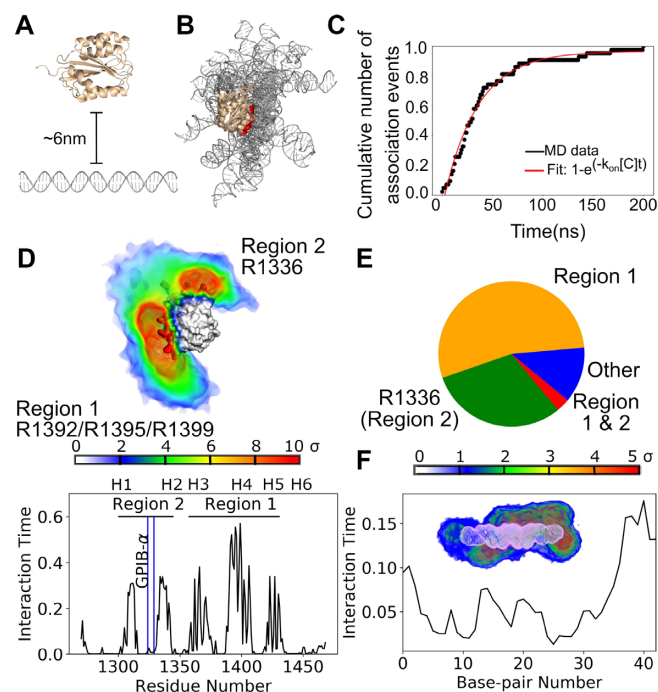 A
~6nm
B
C
Cumulative number of
association events
1.0
0.8
0.6
0.4
0.2
0.0
MD data
Fit: 1-e(-kon[C]t)
0
50
100
150
200
Time(ns)
D
Region 2
R1336
Region 1
R1392/R1395/R1399
0 2 4 6 8 10 σ
H1 H2 H3 H4 H5 H6
Region 2 Region 1
GPIB-α
Interaction Time
0.6
0.4
0.2
0.0
1300 1350 1400 1450
Residue Number
E
Region 1
Other
Region
1 & 2
R1336
(Region 2)
F
0 1 2 3 4 5 σ
Interaction Time
0.15
0.10
0.05
0 10 20 30 40
Base-pair Number